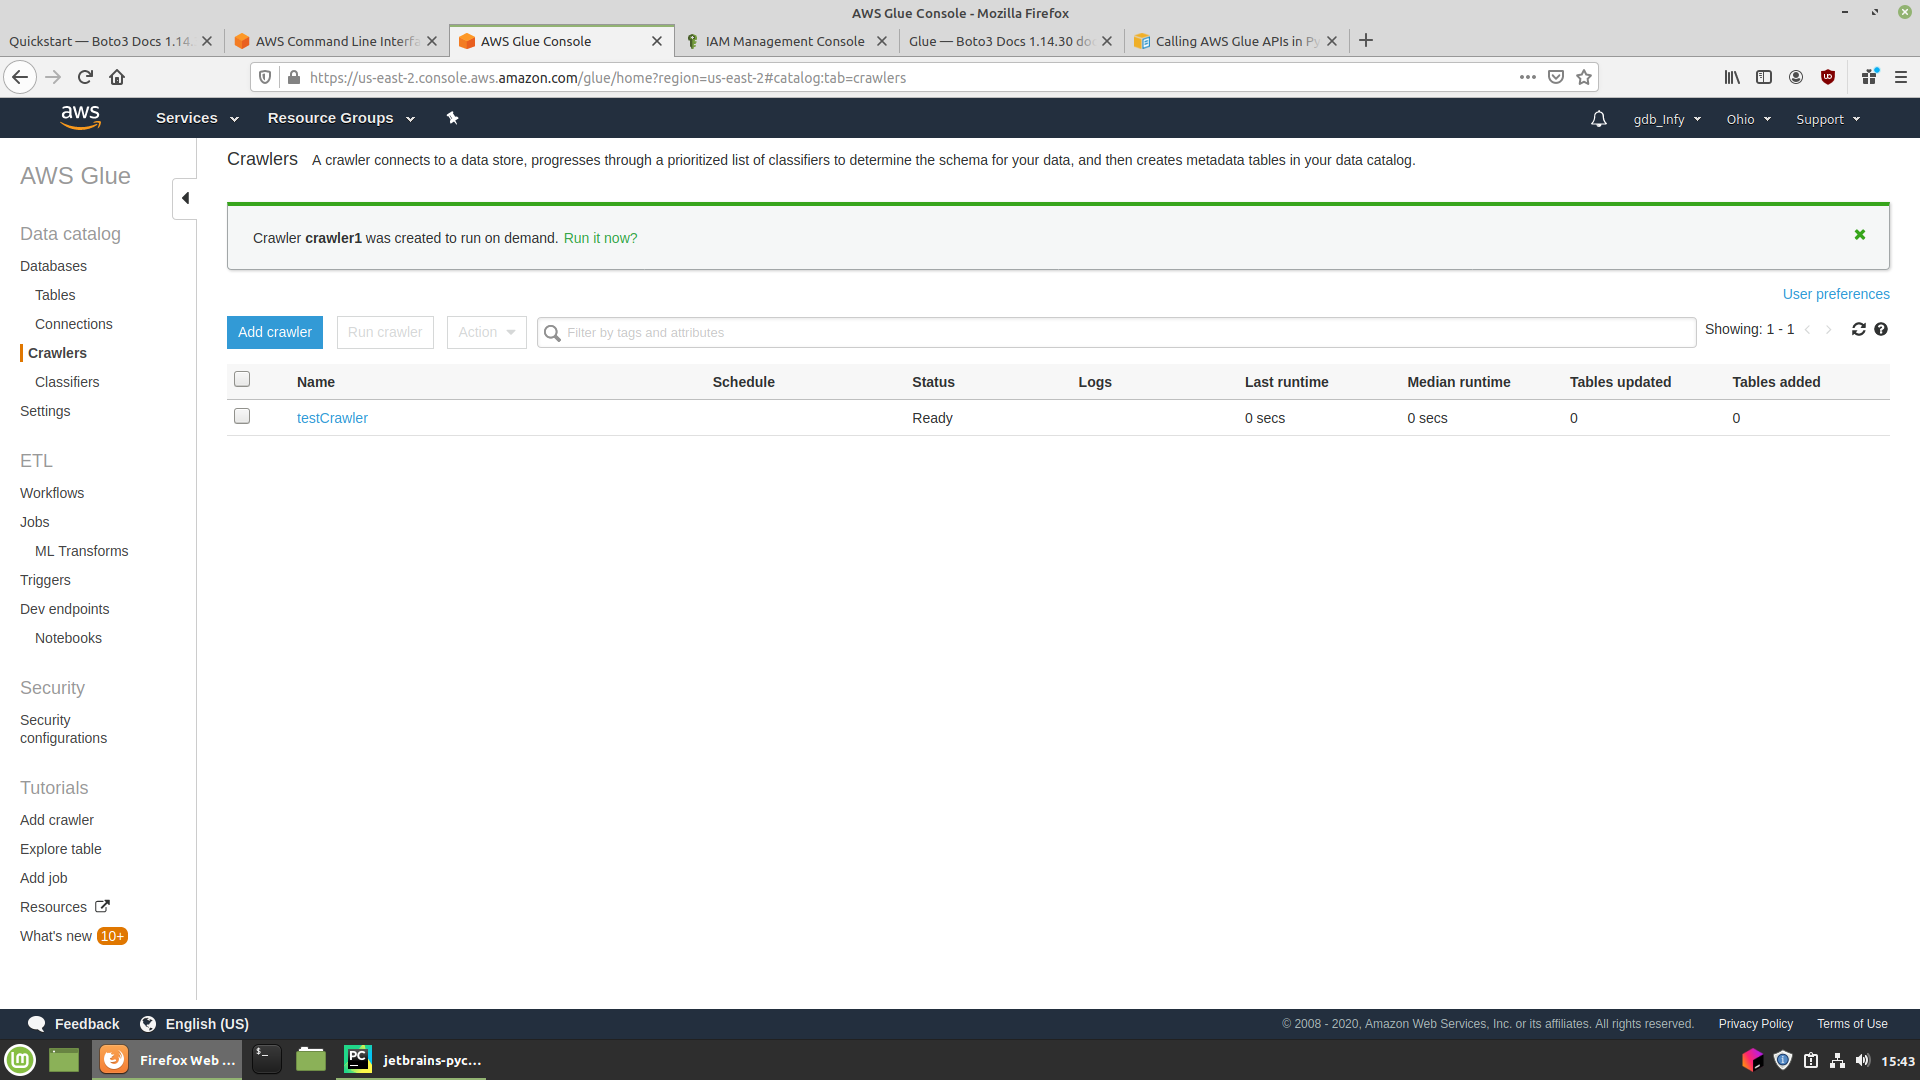 AWS Glue Console - Mozilla Firefox
Quickstart — Boto3 Docs 1.14.
AWS Command Line Interfa
AWS Glue Console
IAM Management Console
Glue — Boto3 Docs 1.14.30 do
Calling AWS Glue APIs in Py
https://us-east-2.console.aws.amazon.com/glue/home?region=us-east-2#catalog:tab=crawlers
aws
Services
Resource Groups
gdb_Infy
Ohio
Support
AWS Glue
Data catalog
Databases
Tables
Connections
Crawlers
Classifiers
Settings
ETL
Workflows
Jobs
ML Transforms
Triggers
Dev endpoints
Notebooks
Security
Security
configurations
Tutorials
Add crawler
Explore table
Add job
Resources
What's new 10+
Crawlers A crawler connects to a data store, progresses through a prioritized list of classifiers to determine the schema for your data, and then creates metadata tables in your data catalog.
Crawler crawler1 was created to run on demand. Run it now?
User preferences
Add crawler
Run crawler
Action
Filter by tags and attributes
Showing: 1 - 1
Name Schedule Status Logs Last runtime Median runtime Tables updated Tables added
testCrawler Ready 0 secs 0 secs 0 0
Feedback
English (US)
© 2008 - 2020, Amazon Web Services, Inc. or its affiliates. All rights reserved.
Privacy Policy
Terms of Use
Firefox Web ...
PC
jetbrains-pyc...
15:43